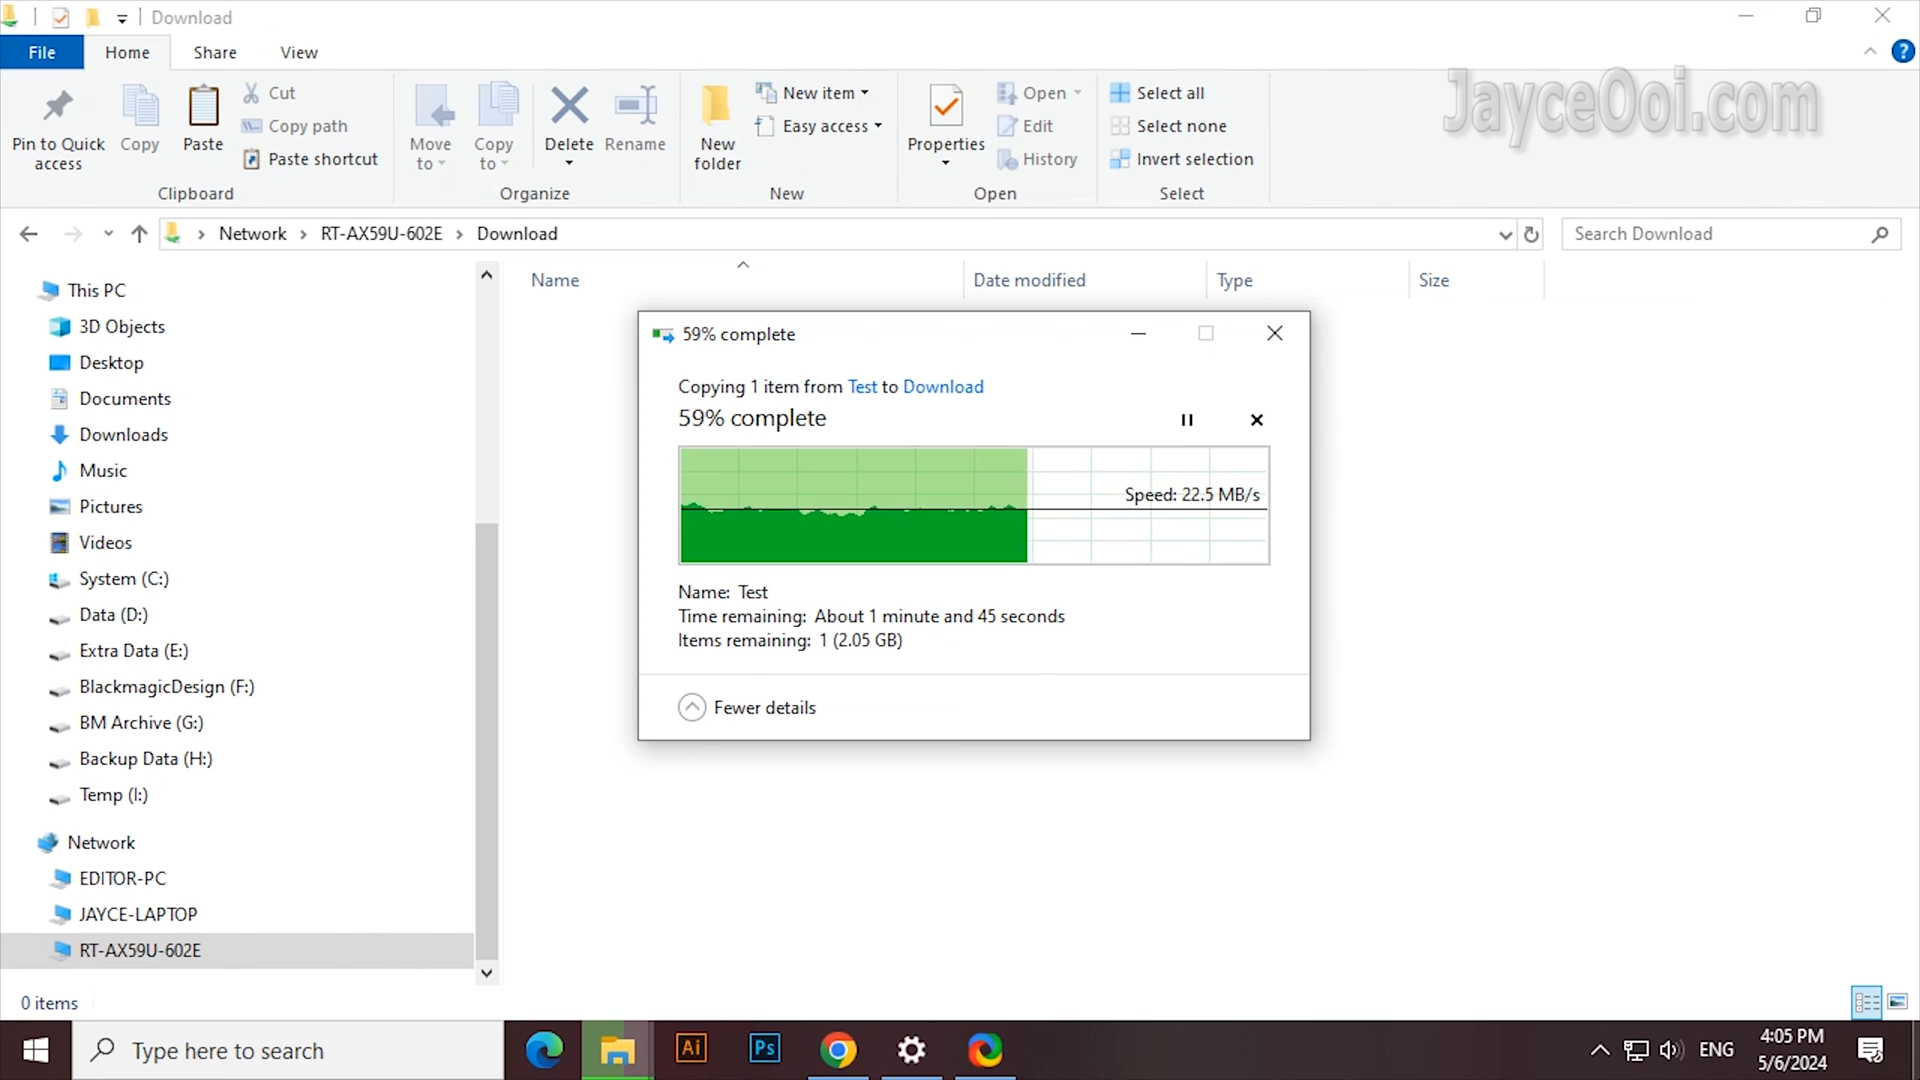 Download
File
Home
Share
View
JayceOoi.com
Pin to Quick
access
Copy
Paste
Cut
Copy path
Paste shortcut
Clipboard
Move
to
Copy
to
Delete
Rename
Organize
New
folder
New item
Easy access
New
Properties
Open
Edit
History
Open
Select all
Select none
Invert selection
Select
Network > RT-AX59U-602E > Download
Search Download
This PC
3D Objects
Desktop
Documents
Downloads
Music
Pictures
Videos
System (C:)
Data (D:)
Extra Data (E:)
BlackmagicDesign (F:)
BM Archive (G:)
Backup Data (H:)
Temp (I:)
Network
EDITOR-PC
JAYCE-LAPTOP
RT-AX59U-602E
Name
Date modified
Type
Size
59% complete
Copying 1 item from Test to Download
59% complete
Speed: 22.5 MB/s
Name: Test
Time remaining: About 1 minute and 45 seconds
Items remaining: 1 (2.05 GB)
Fewer details
0 items
Type here to search
Ai
Ps
ENG
4:05 PM
5/6/2024